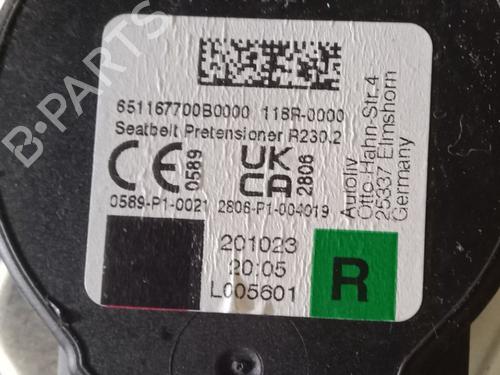 651167700B0000 118R-0000
Seatbelt Pretensioner R230.2
CE 0589
UK CA 2806
0589-P1-0021 2806-P1-004019
Autoliv
Otto-Hahn-Str.4
25337 Elmshorn
Germany
201023
20:05
L005601
R